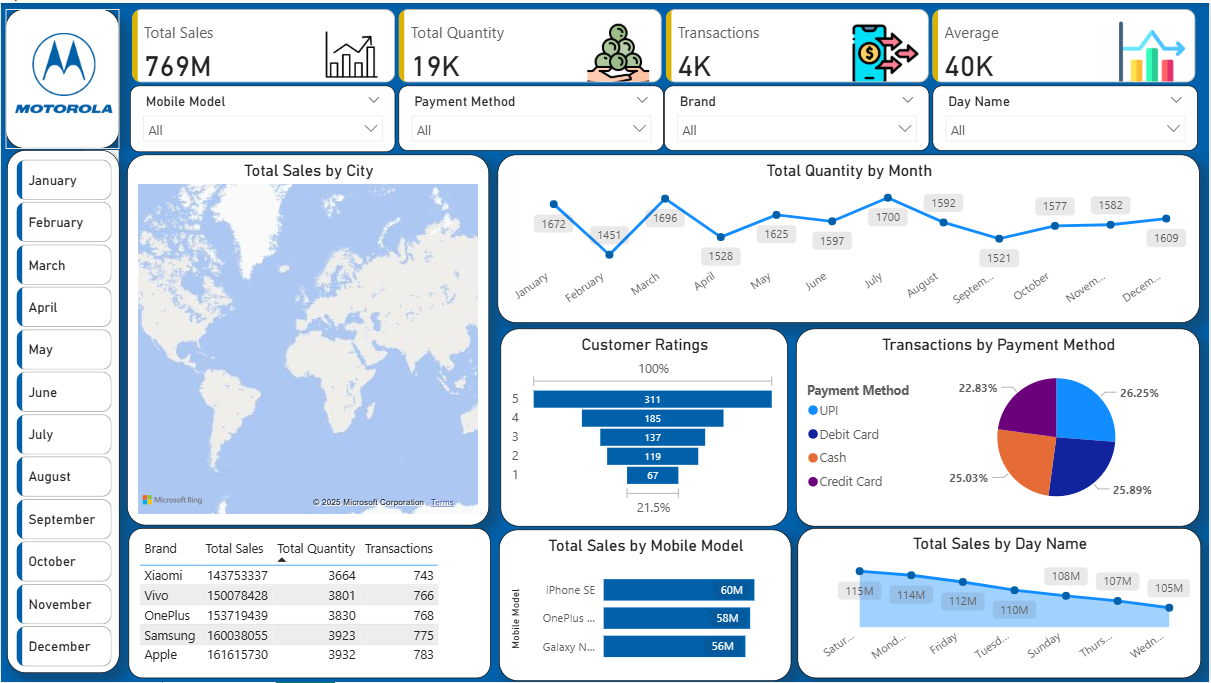 MOTOROLA
Total Sales
769M
Total Quantity
19K
Transactions
4K
Average
40K
Mobile Model
All
Payment Method
All
Brand
All
Day Name
All
January
February
March
April
May
June
July
August
September
October
November
December
Total Sales by City
Microsoft Bing
© 2025 Microsoft Corporation Terms
Total Quantity by Month
1672
1451
1696
1528
1625
1597
1700
1592
1521
1577
1582
1609
January
February
March
April
May
June
July
August
Septem...
October
Novem...
Decem...
Customer Ratings
100%
5 311
4 185
3 137
2 119
1 67
21.5%
Transactions by Payment Method
Payment Method
UPI
Debit Card
Cash
Credit Card
22.83%
26.25%
25.03%
25.89%
Brand Total Sales Total Quantity Transactions
Xiaomi 143753337 3664 743
Vivo 150078428 3801 766
OnePlus 153719439 3830 768
Samsung 160038055 3923 775
Apple 161615730 3932 783
Total Sales by Mobile Model
Mobile Model
iPhone SE 60M
OnePlus ... 58M
Galaxy N... 56M
Total Sales by Day Name
115M
114M
112M
110M
108M
107M
105M
Satur...
Mond...
Friday
Tuesd...
Sunday
Thurs...
Wedn...